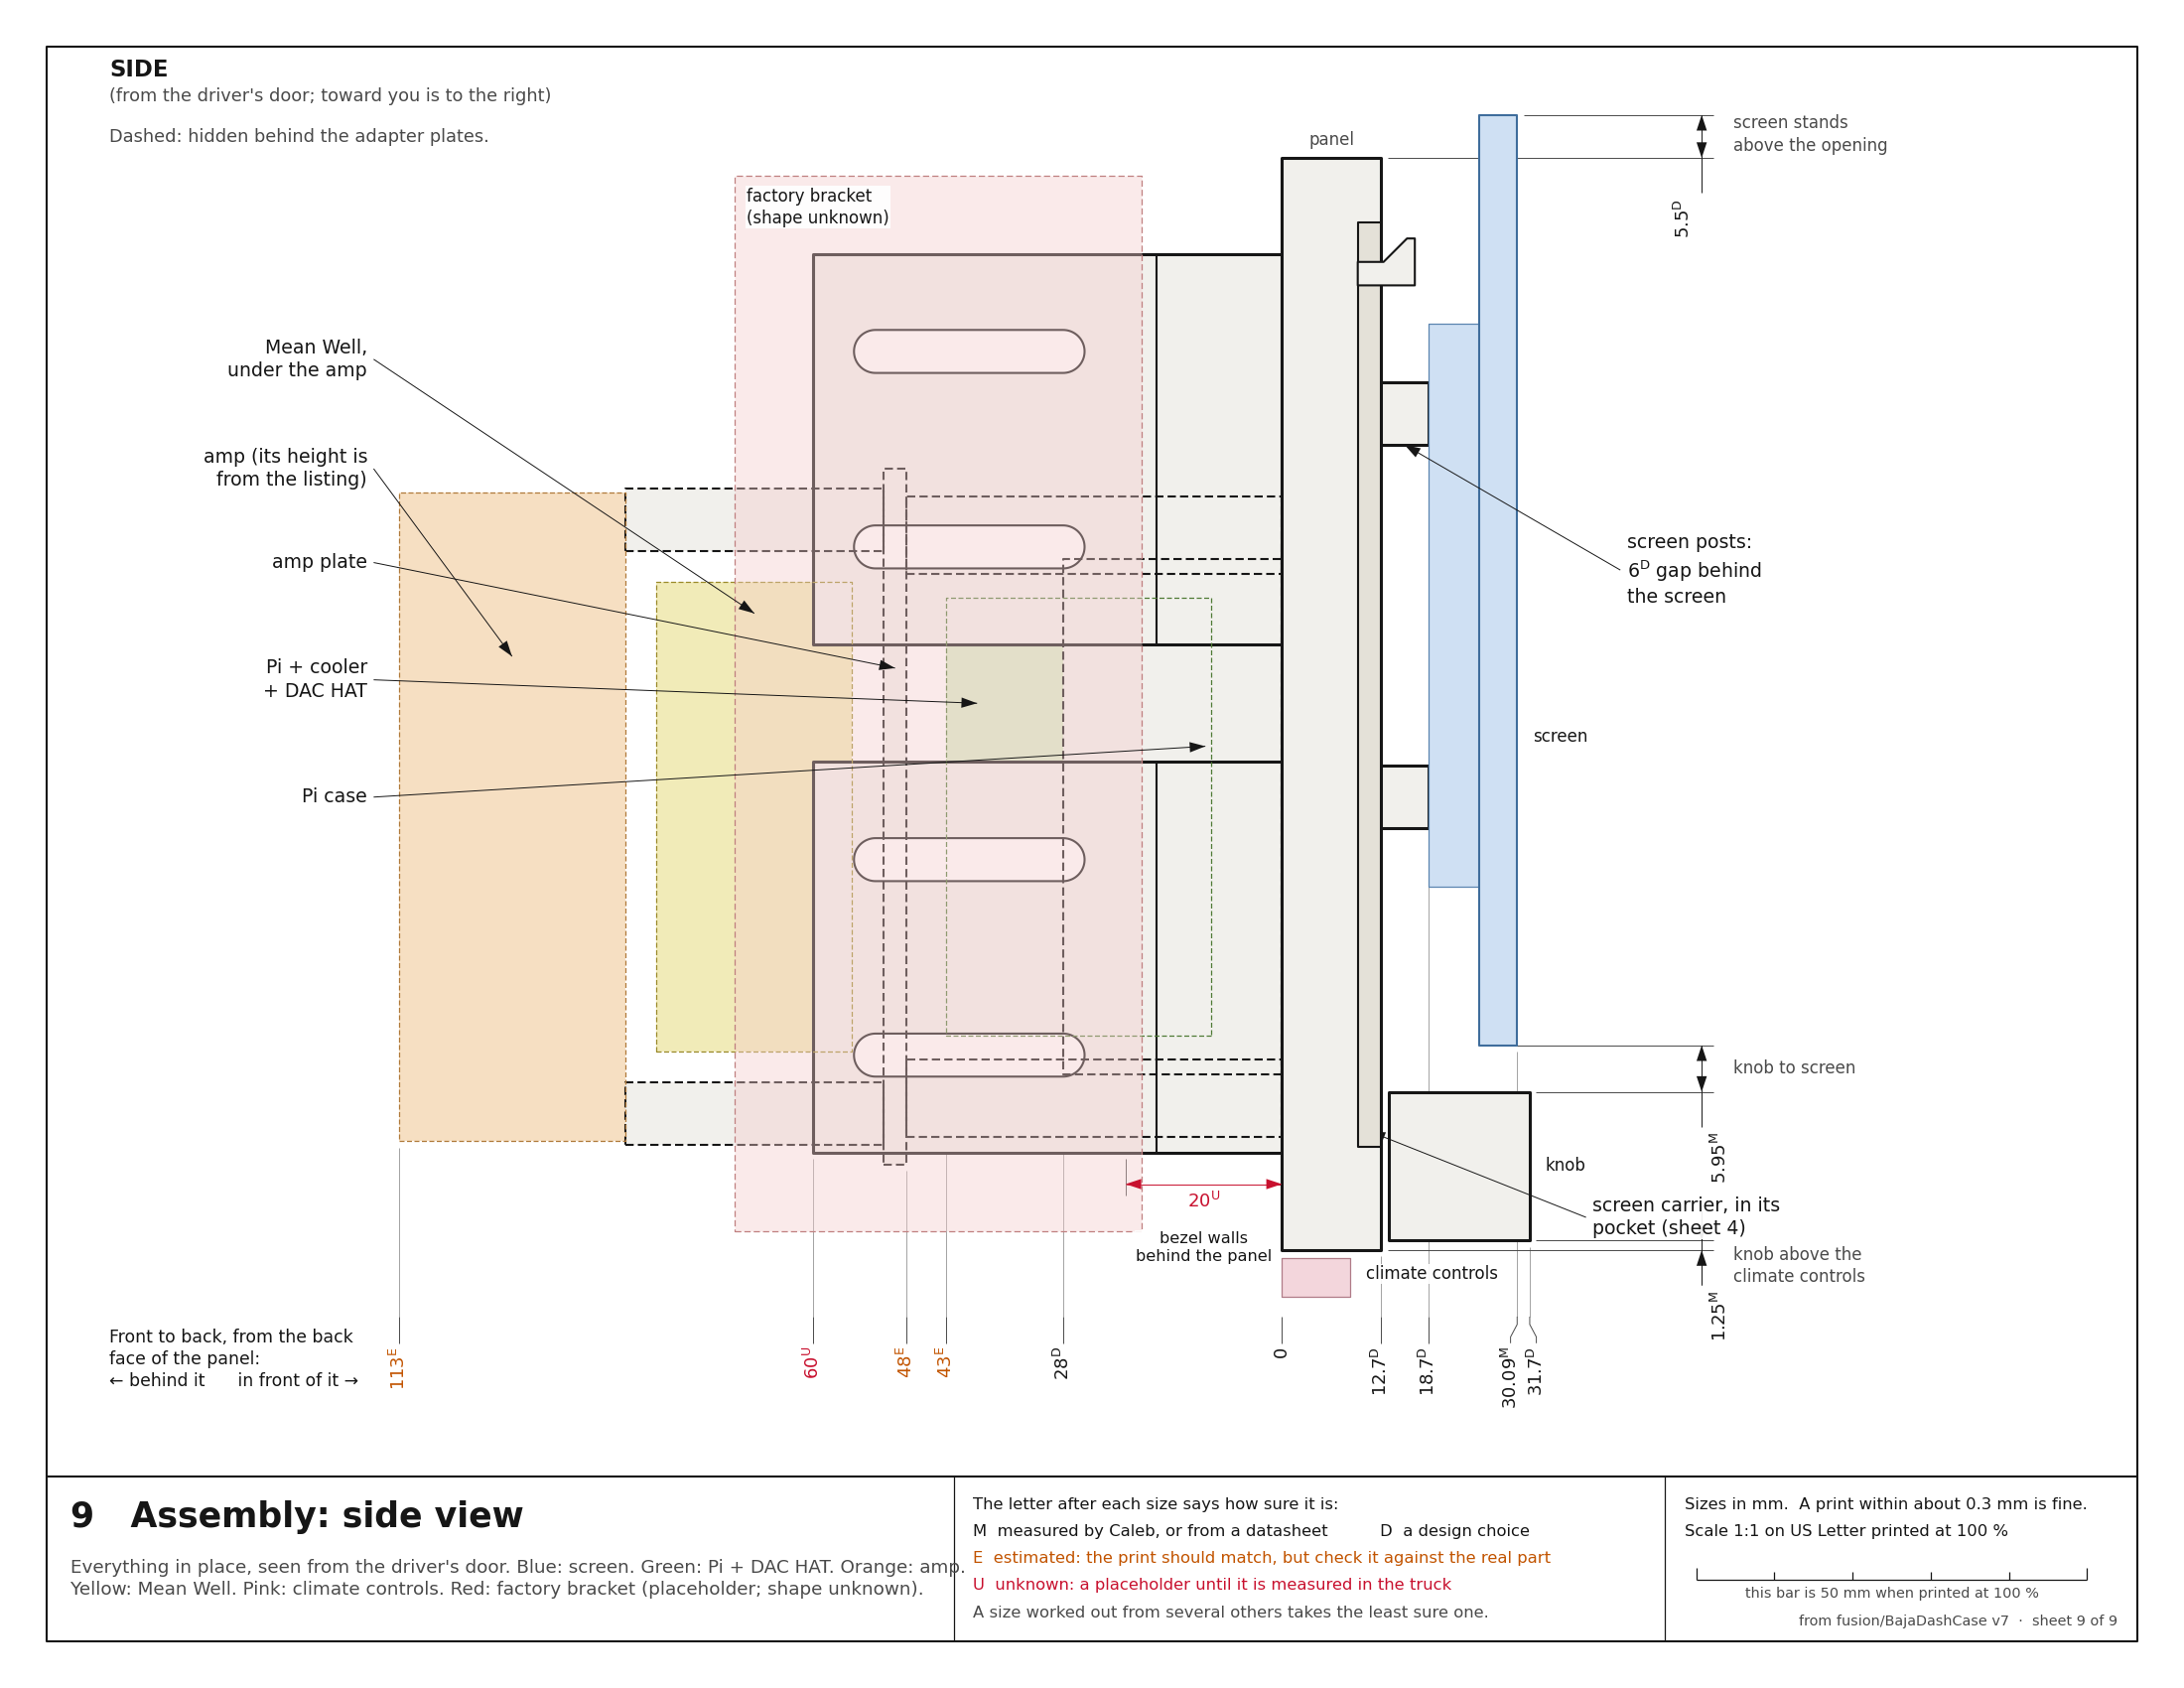 SIDE
(from the driver's door; toward you is to the right)
Dashed: hidden behind the adapter plates.
panel
screen stands
above the opening
5.5D
factory bracket
(shape unknown)
Mean Well,
under the amp
amp (its height is
from the listing)
amp plate
Pi + cooler
+ DAC HAT
Pi case
screen posts:
6D gap behind
the screen
screen
knob to screen
5.95M
knob
screen carrier, in its
pocket (sheet 4)
20U
bezel walls
behind the panel
climate controls
knob above the
climate controls
1.25M
Front to back, from the back
face of the panel:
← behind it in front of it →
113E
60U
48E
43E
28D
0
12.7D
18.7D
30.09M
31.7D
9 Assembly: side view
Everything in place, seen from the driver's door. Blue: screen. Green: Pi + DAC HAT. Orange: amp.
Yellow: Mean Well. Pink: climate controls. Red: factory bracket (placeholder; shape unknown).
The letter after each size says how sure it is:
M measured by Caleb, or from a datasheet D a design choice
E estimated: the print should match, but check it against the real part
U unknown: a placeholder until it is measured in the truck
A size worked out from several others takes the least sure one.
Sizes in mm. A print within about 0.3 mm is fine.
Scale 1:1 on US Letter printed at 100 %
this bar is 50 mm when printed at 100 %
from fusion/BajaDashCase v7 · sheet 9 of 9